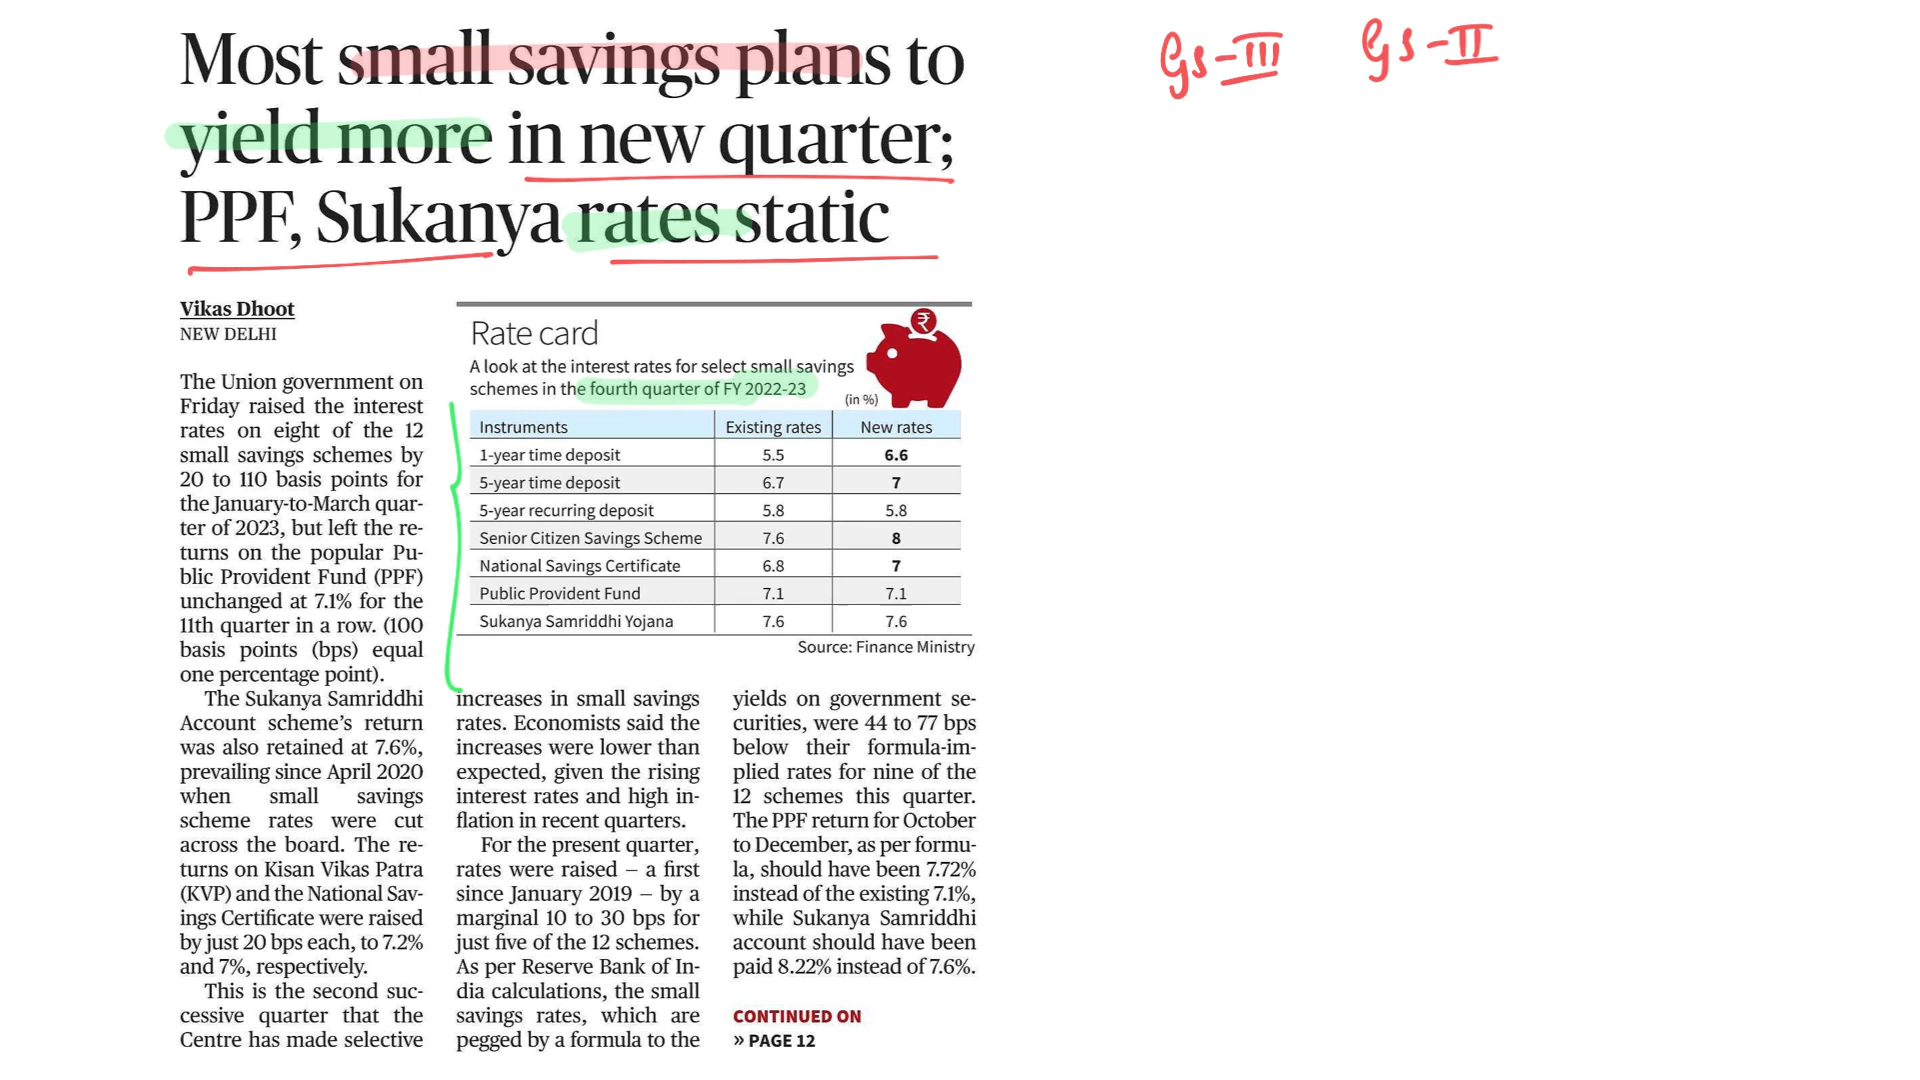 Most small savings plans to
yield more in new quarter;
PPF, Sukanya rates static
GS-III GS-II
Vikas Dhoot
NEW DELHI
The Union government on
Friday raised the interest
rates on eight of the 12
small savings schemes by
20 to 110 basis points for
the January-to-March quar-
ter of 2023, but left the re-
turns on the popular Pu-
blic Provident Fund (PPF)
unchanged at 7.1% for the
11th quarter in a row. (100
basis points (bps) equal
one percentage point).
The Sukanya Samriddhi
Account scheme's return
was also retained at 7.6%,
prevailing since April 2020
when small savings
scheme rates were cut
across the board. The re-
turns on Kisan Vikas Patra
(KVP) and the National Sav-
ings Certificate were raised
by just 20 bps each, to 7.2%
and 7%, respectively.
This is the second suc-
cessive quarter that the
Centre has made selective
Rate card
₹
A look at the interest rates for select small savings
schemes in the fourth quarter of FY 2022-23
(in %)
Instruments Existing rates New rates
1-year time deposit 5.5 6.6
5-year time deposit 6.7 7
5-year recurring deposit 5.8 5.8
Senior Citizen Savings Scheme 7.6 8
National Savings Certificate 6.8 7
Public Provident Fund 7.1 7.1
Sukanya Samriddhi Yojana 7.6 7.6
Source: Finance Ministry
increases in small savings
rates. Economists said the
increases were lower than
expected, given the rising
interest rates and high in-
flation in recent quarters.
For the present quarter,
rates were raised – a first
since January 2019 – by a
marginal 10 to 30 bps for
just five of the 12 schemes.
As per Reserve Bank of In-
dia calculations, the small
savings rates, which are
pegged by a formula to the
yields on government se-
curities, were 44 to 77 bps
below their formula-im-
plied rates for nine of the
12 schemes this quarter.
The PPF return for October
to December, as per formu-
la, should have been 7.72%
instead of the existing 7.1%,
while Sukanya Samriddhi
account should have been
paid 8.22% instead of 7.6%.
CONTINUED ON
» PAGE 12